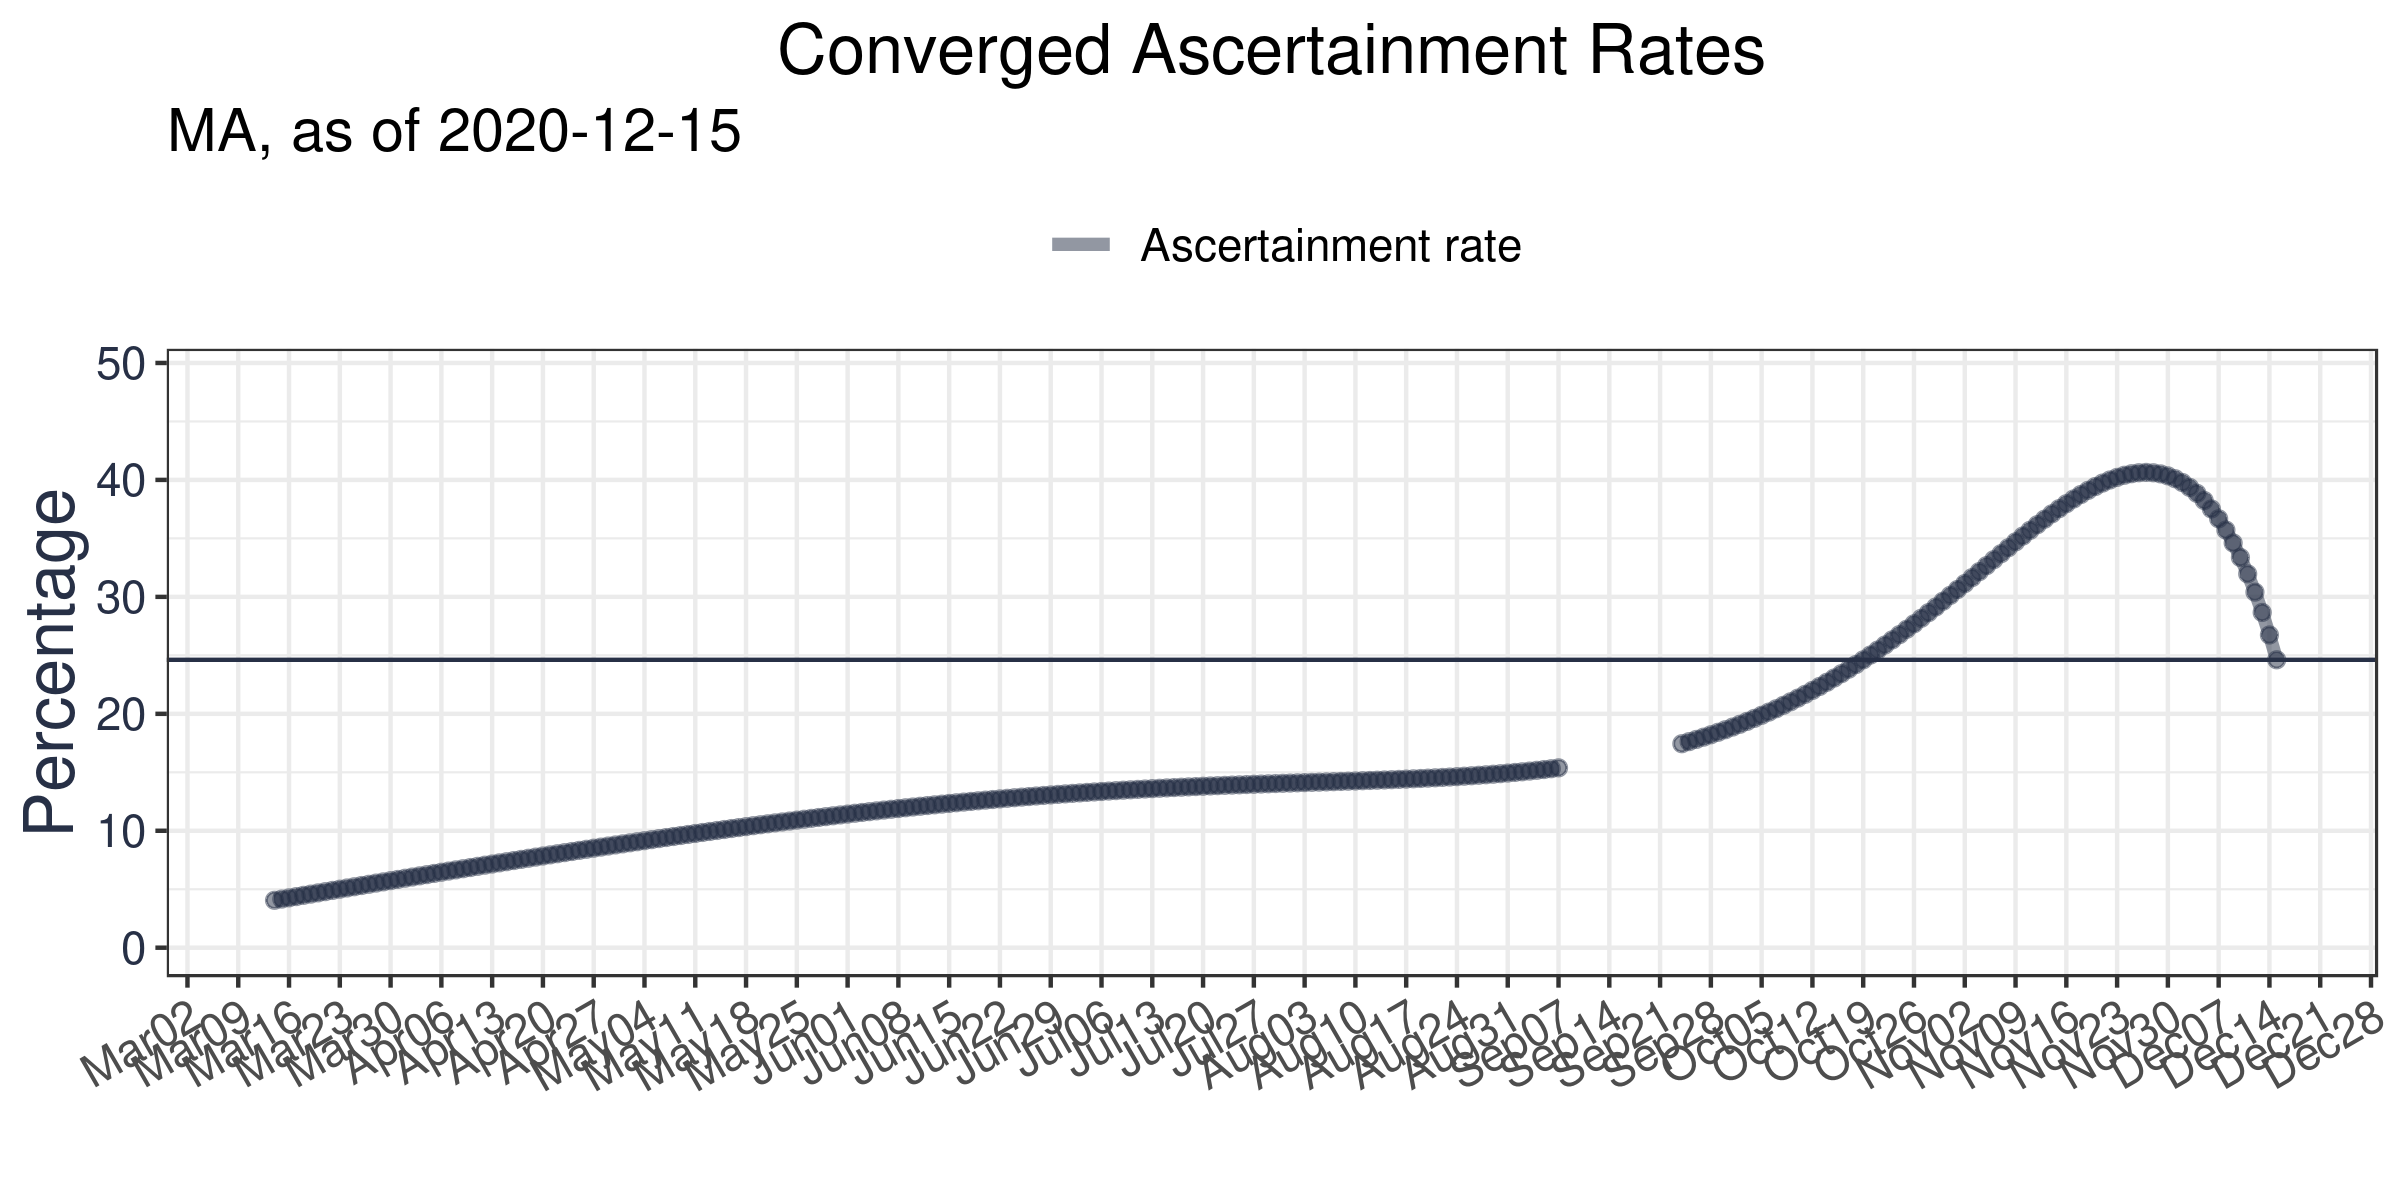 Converged Ascertainment Rates
MA, as of 2020-12-15
Ascertainment rate
Percentage
50
40
30
20
10
0
Mar02
Mar09
Mar16
Mar23
Mar30
Apr06
Apr13
Apr20
Apr27
May04
May11
May18
May25
Jun01
Jun08
Jun15
Jun22
Jun29
Jul06
Jul13
Jul20
Jul27
Aug03
Aug10
Aug17
Aug24
Aug31
Sep07
Sep14
Sep21
Sep28
Oct05
Oct12
Oct19
Oct26
Nov02
Nov09
Nov16
Nov23
Nov30
Dec07
Dec14
Dec21
Dec28